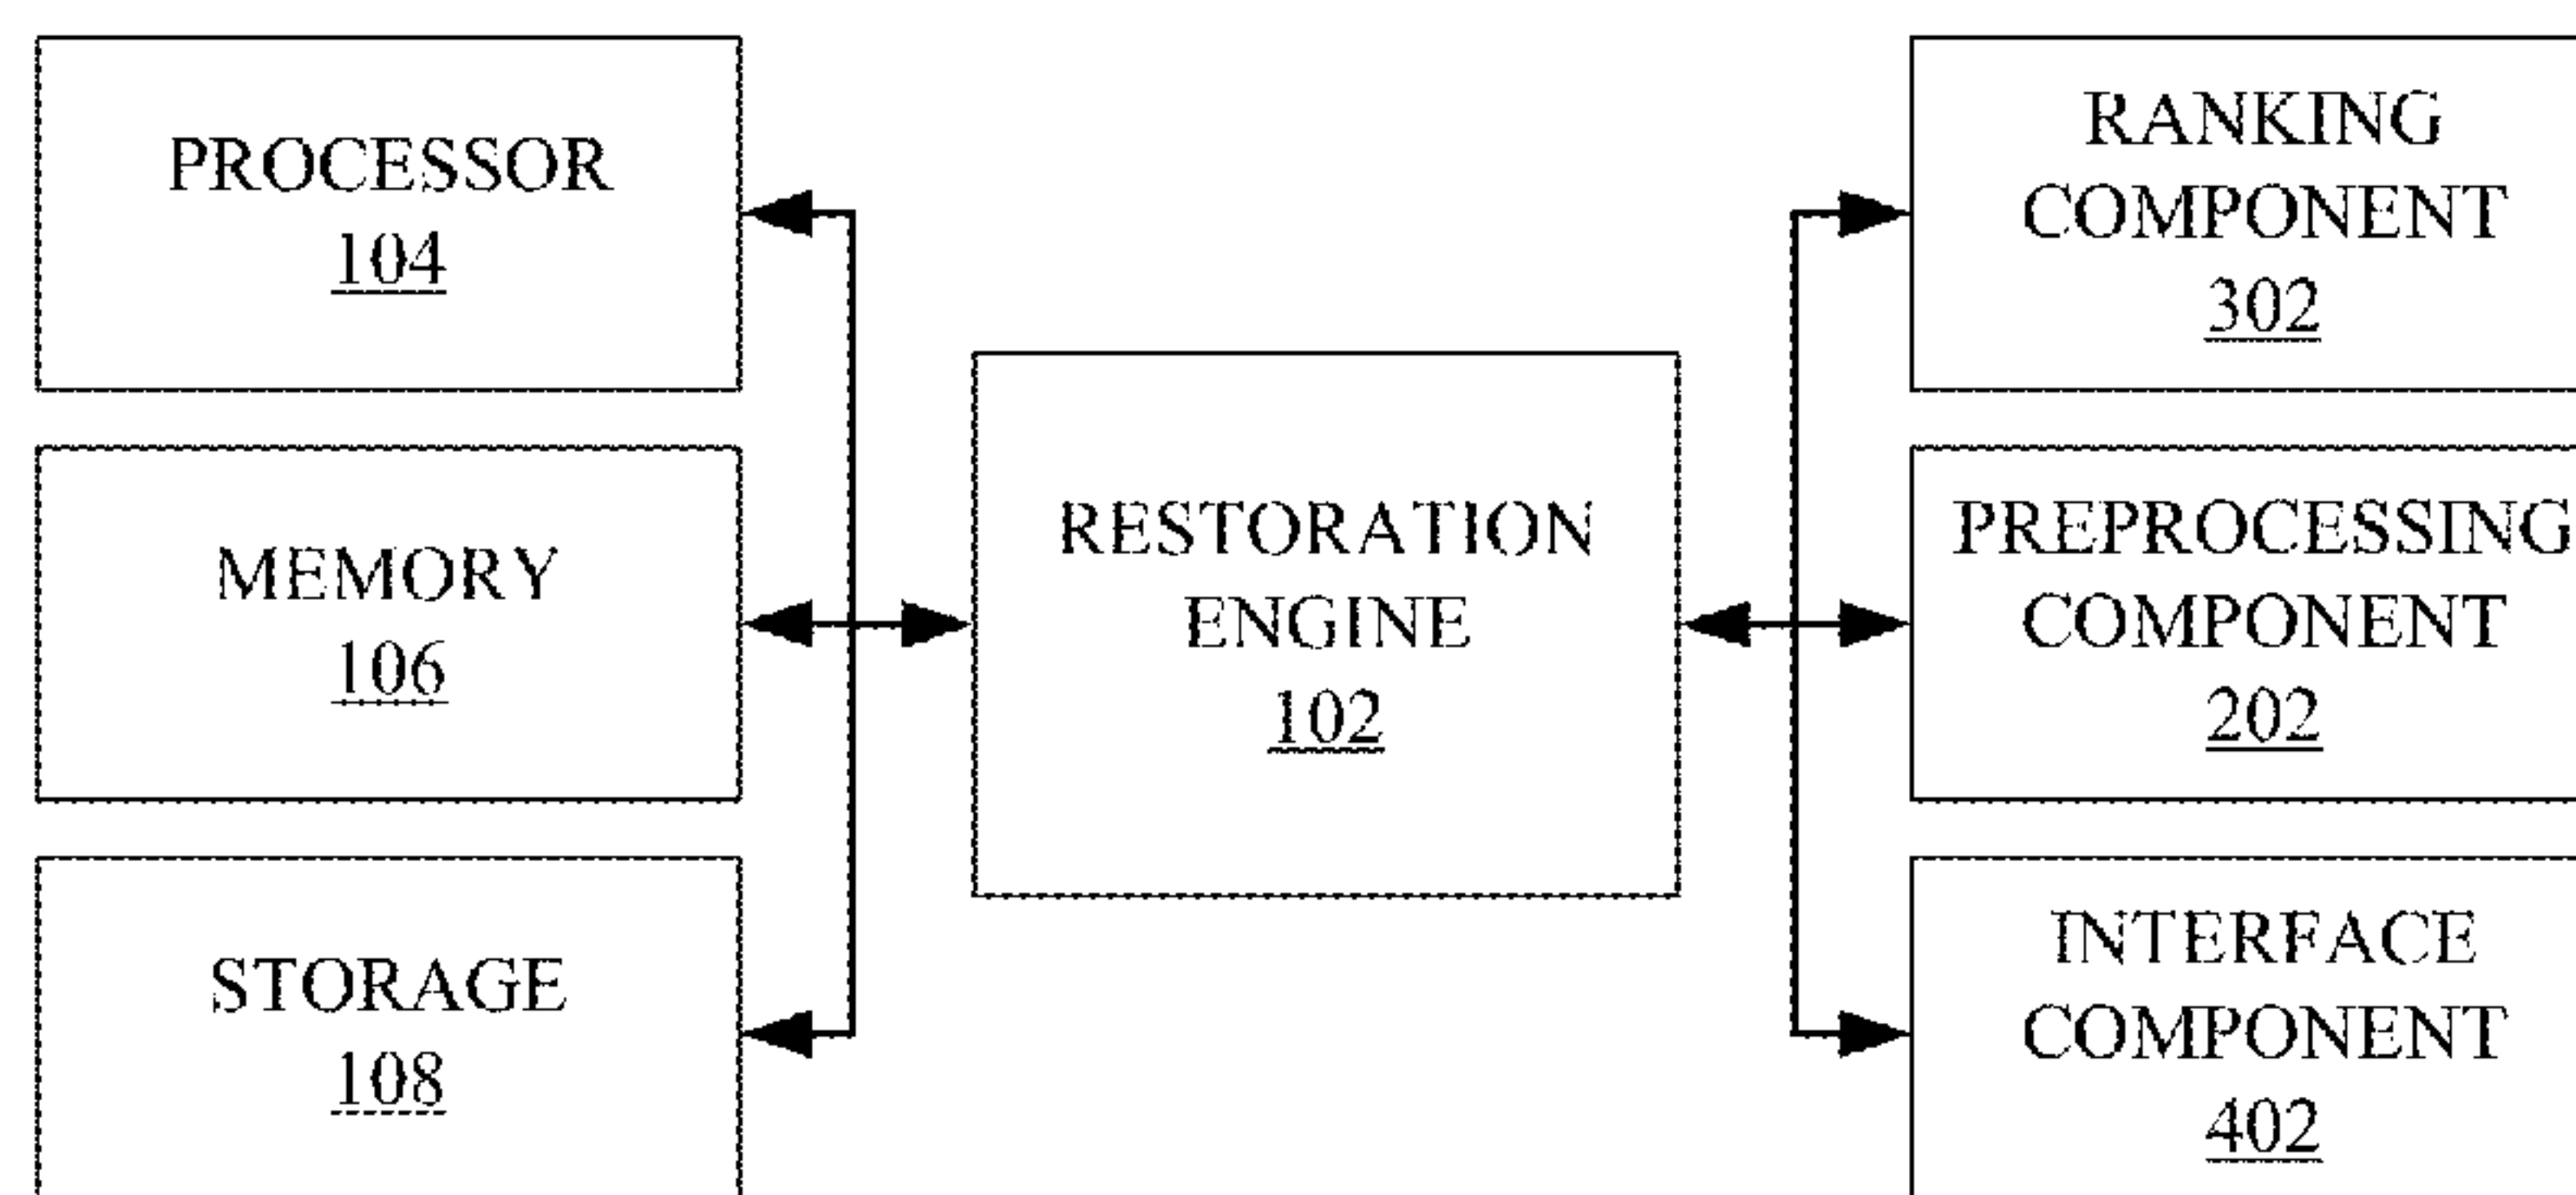 PROCESSOR
104
MEMORY
106
STORAGE
108
RESTORATION
ENGINE
102
RANKING
COMPONENT
302
PREPROCESSING
COMPONENT
202
INTERFACE
COMPONENT
402